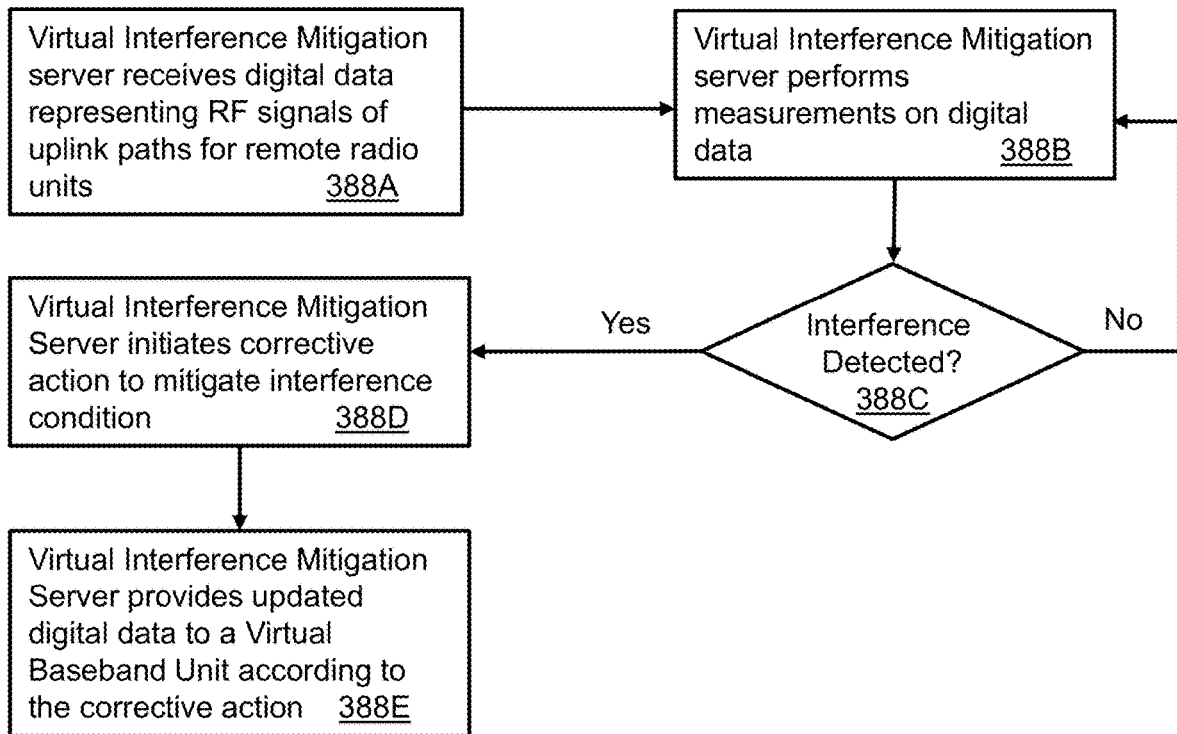 Virtual Interference Mitigation
server receives digital data
representing RF signals of
uplink paths for remote radio
units 388A
Virtual Interference Mitigation
server performs
measurements on digital
data 388B
Interference
Detected?
388C
Yes
No
Virtual Interference Mitigation
Server initiates corrective
action to mitigate interference
condition 388D
Virtual Interference Mitigation
Server provides updated
digital data to a Virtual
Baseband Unit according to
the corrective action 388E